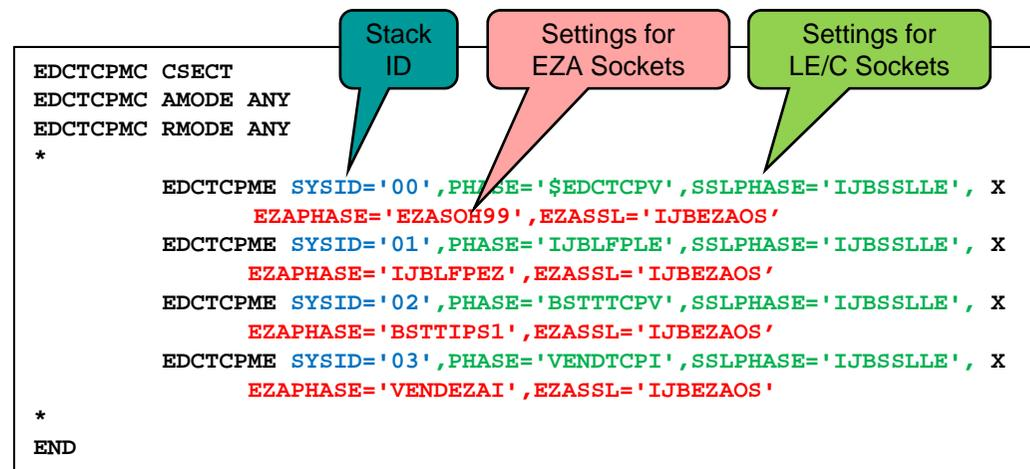 Stack
ID
Settings for
EZA Sockets
Settings for
LE/C Sockets
EDCTCPMC CSECT
EDCTCPMC AMODE ANY
EDCTCPMC RMODE ANY
*
EDCTCPME SYSID='00',PHASE='$EDCTCPV',SSLPHASE='IJBSSLLE', X
EZAPHASE='EZASOH99',EZASSL='IJBEZAOS’
EDCTCPME SYSID='01',PHASE='IJBLFPLE',SSLPHASE='IJBSSLLE', X
EZAPHASE='IJBLFPEZ',EZASSL='IJBEZAOS’
EDCTCPME SYSID='02',PHASE='BSTTTCPV',SSLPHASE='IJBSSLLE', X
EZAPHASE='BSTTIPS1',EZASSL='IJBEZAOS’
EDCTCPME SYSID='03',PHASE='VENDTCPI',SSLPHASE='IJBSSLLE', X
EZAPHASE='VENDEZAI',EZASSL='IJBEZAOS'
*
END